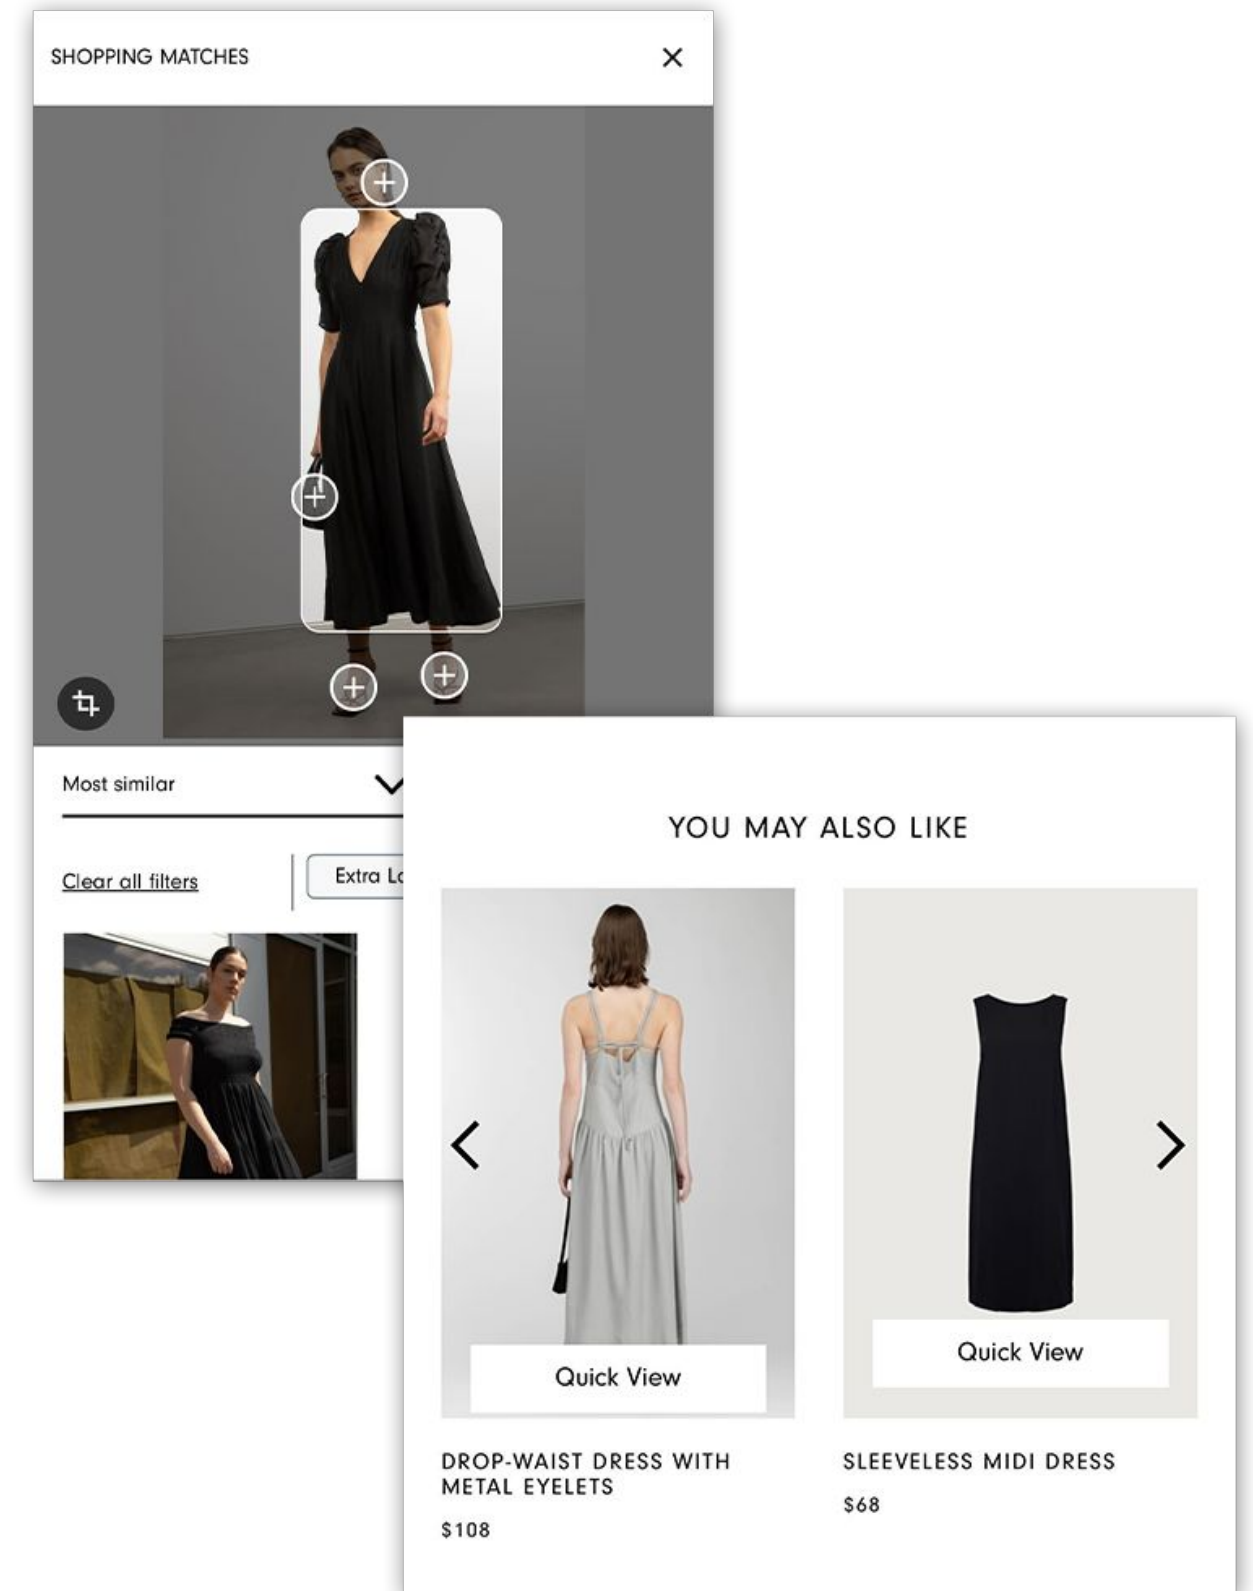 SHOPPING MATCHES
Most similar
Clear all filters
Extra
YOU MAY ALSO LIKE
Quick View
Quick View
DROP-WAIST DRESS WITH
METAL EYELETS
$108
SLEEVELESS MIDI DRESS
$68